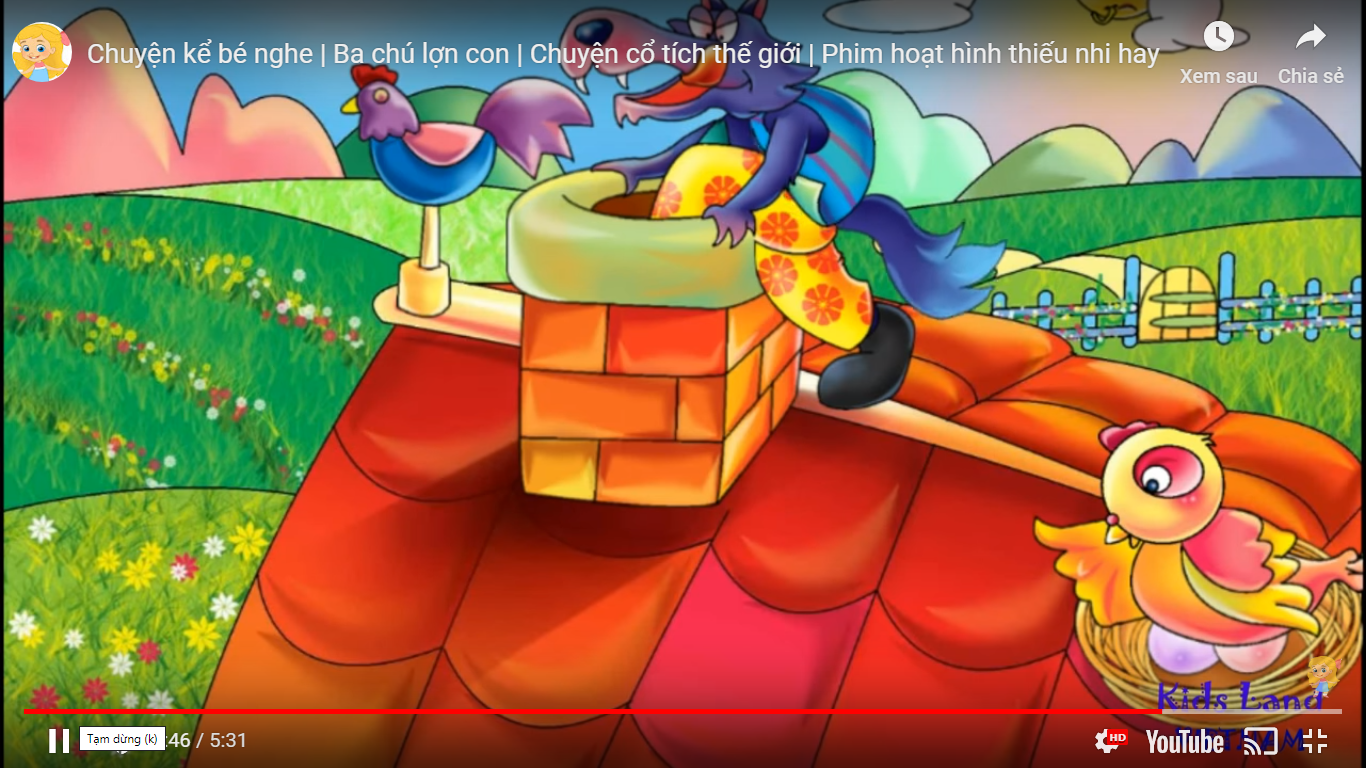 Chuyện kể bé nghe | Ba chú lợn con | Chuyện cổ tích thế giới | Phim hoạt hình thiếu nhi hay
Xem sau
Chia sẻ
Kids Land
Tạm dừng (k)
:46 / 5:31
HD
YouTube